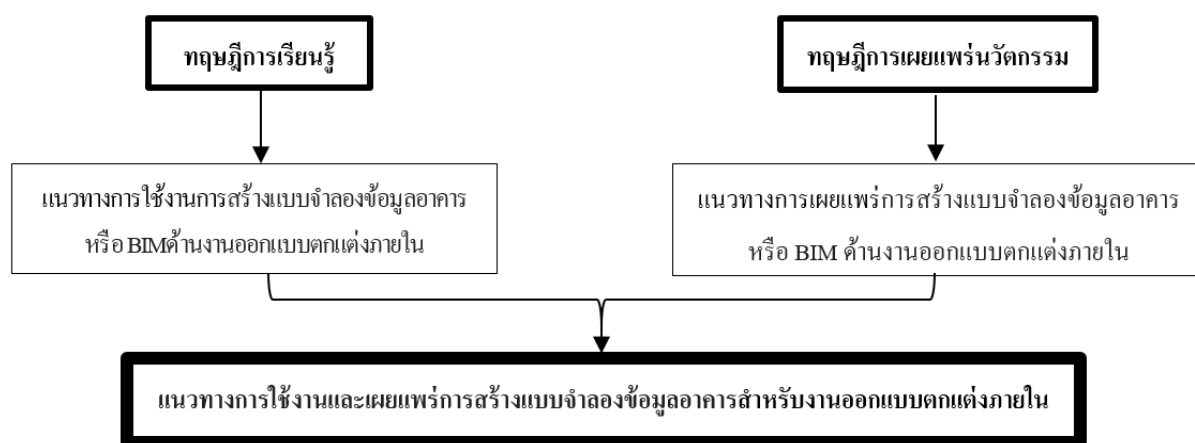 ทฤษฎีการเรียนรู้
ทฤษฎีการเผยแพร่นวัตกรรม
แนวทางการใช้งานการสร้างแบบจำลองข้อมูลอาคาร
หรือ BIMด้านงานออกแบบตกแต่งภายใน
แนวทางการเผยแพร่การสร้างแบบจำลองข้อมูลอาคาร
หรือ BIM ด้านงานออกแบบตกแต่งภายใน
แนวทางการใช้งานและเผยแพร่การสร้างแบบจำลองข้อมูลอาคารสำหรับงานออกแบบตกแต่งภายใน